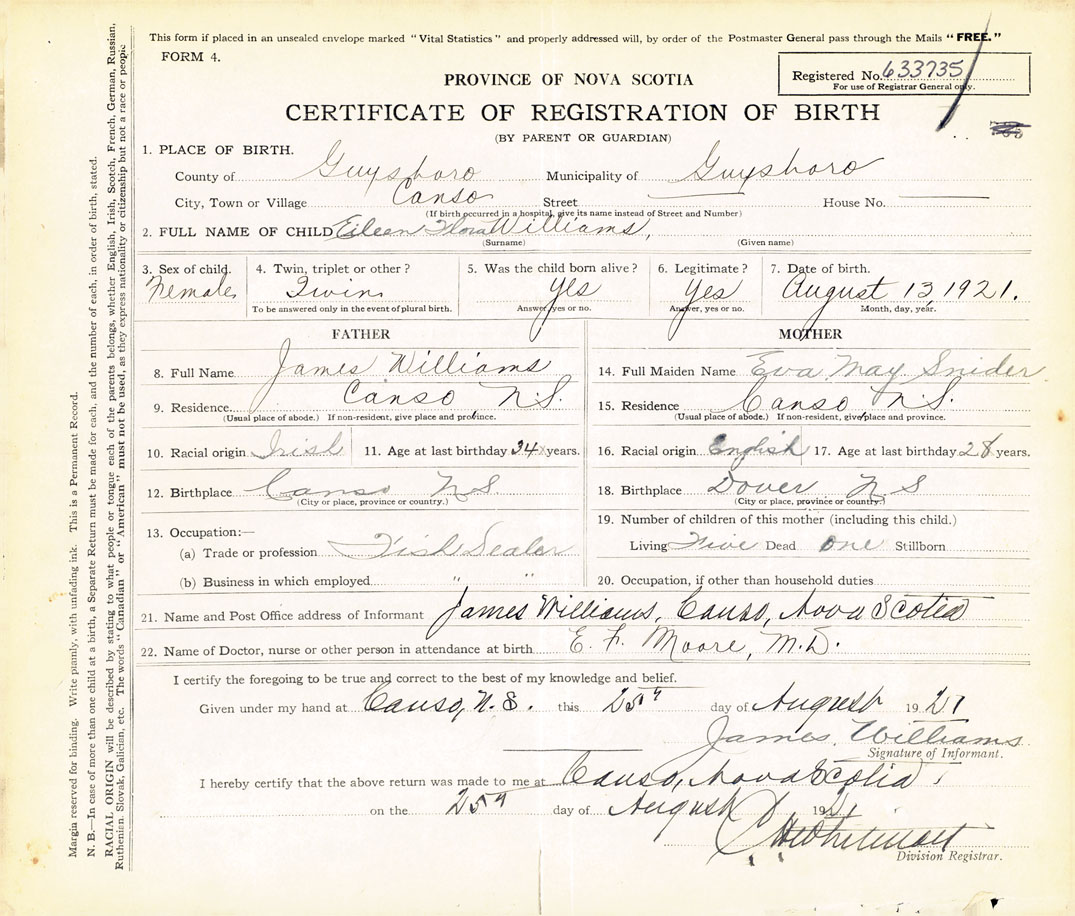 This form if placed in an unsealed envelope marked "Vital Statistics" and properly addressed will, by order of the Postmaster General pass through the Mails "FREE."
FORM 4.
PROVINCE OF NOVA SCOTIA
Registered No. 633735
For use of Registrar General only.
CERTIFICATE OF REGISTRATION OF BIRTH
(BY PARENT OR GUARDIAN)
1. PLACE OF BIRTH.
County of Guysboro Municipality of Guysboro
City, Town or Village Canso Street House No.
(If birth occurred in a hospital, give its name instead of Street and Number)
2. FULL NAME OF CHILD Eileen Flora Williams,
(Surname) (Given name)
3. Sex of child. 4. Twin, triplet or other? 5. Was the child born alive? 6. Legitimate? 7. Date of birth.
Female Twin Yes Yes August 13, 1921.
To be answered only in the event of plural birth. Answer, yes or no. Answer, yes or no. Month, day, year.
FATHER
8. Full Name James Williams
9. Residence Canso N.S.
(Usual place of abode.) If non-resident, give place and province.
10. Racial origin Irish 11. Age at last birthday 34 years.
12. Birthplace Canso N S
(City or place, province or country.)
13. Occupation:—
(a) Trade or profession Fish Dealer
(b) Business in which employed " "
MOTHER
14. Full Maiden Name Eva May Snider
15. Residence Canso N.S.
(Usual place of abode.) If non-resident, give place and province.
16. Racial origin English 17. Age at last birthday 28 years.
18. Birthplace Dover N S
(City or place, province or country.)
19. Number of children of this mother (including this child.)
Living Five Dead One Stillborn
20. Occupation, if other than household duties
21. Name and Post Office address of Informant James Williams, Canso, Nova Scotia
22. Name of Doctor, nurse or other person in attendance at birth E. F. Moore, M.D.
I certify the foregoing to be true and correct to the best of my knowledge and belief.
Given under my hand at Canso, N.S. this 25" day of August 1921
James Williams
Signature of Informant.
I hereby certify that the above return was made to me at Canso, Nova Scotia
on the 25" day of August 1921
Whitman
Division Registrar.
Margin reserved for binding. Write plainly, with unfading ink. This is a Permanent Record.
N. B.—In case of more than one child at a birth, a Separate Return must be made for each, and the number of each, in order of birth, stated.
RACIAL ORIGIN will be described by stating to what people or tongue each of the parents belongs, whether English, Irish, Scotch, French, German, Russian,
Ruthenian, Slovak, Galician, etc. The words "Canadian" or "American" must not be used, as they express nationality or citizenship but not a race or people